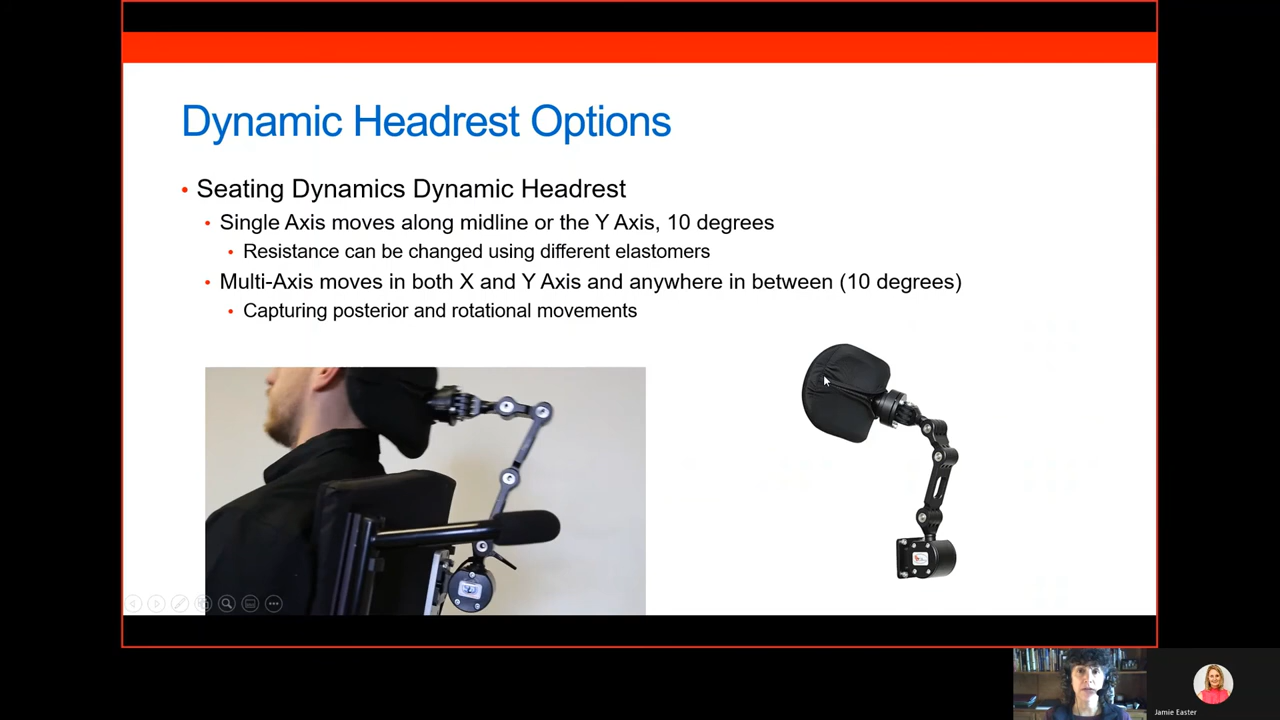 Dynamic Headrest Options
• Seating Dynamics Dynamic Headrest
• Single Axis moves along midline or the Y Axis, 10 degrees
• Resistance can be changed using different elastomers
• Multi-Axis moves in both X and Y Axis and anywhere in between (10 degrees)
• Capturing posterior and rotational movements
Jamie Easter